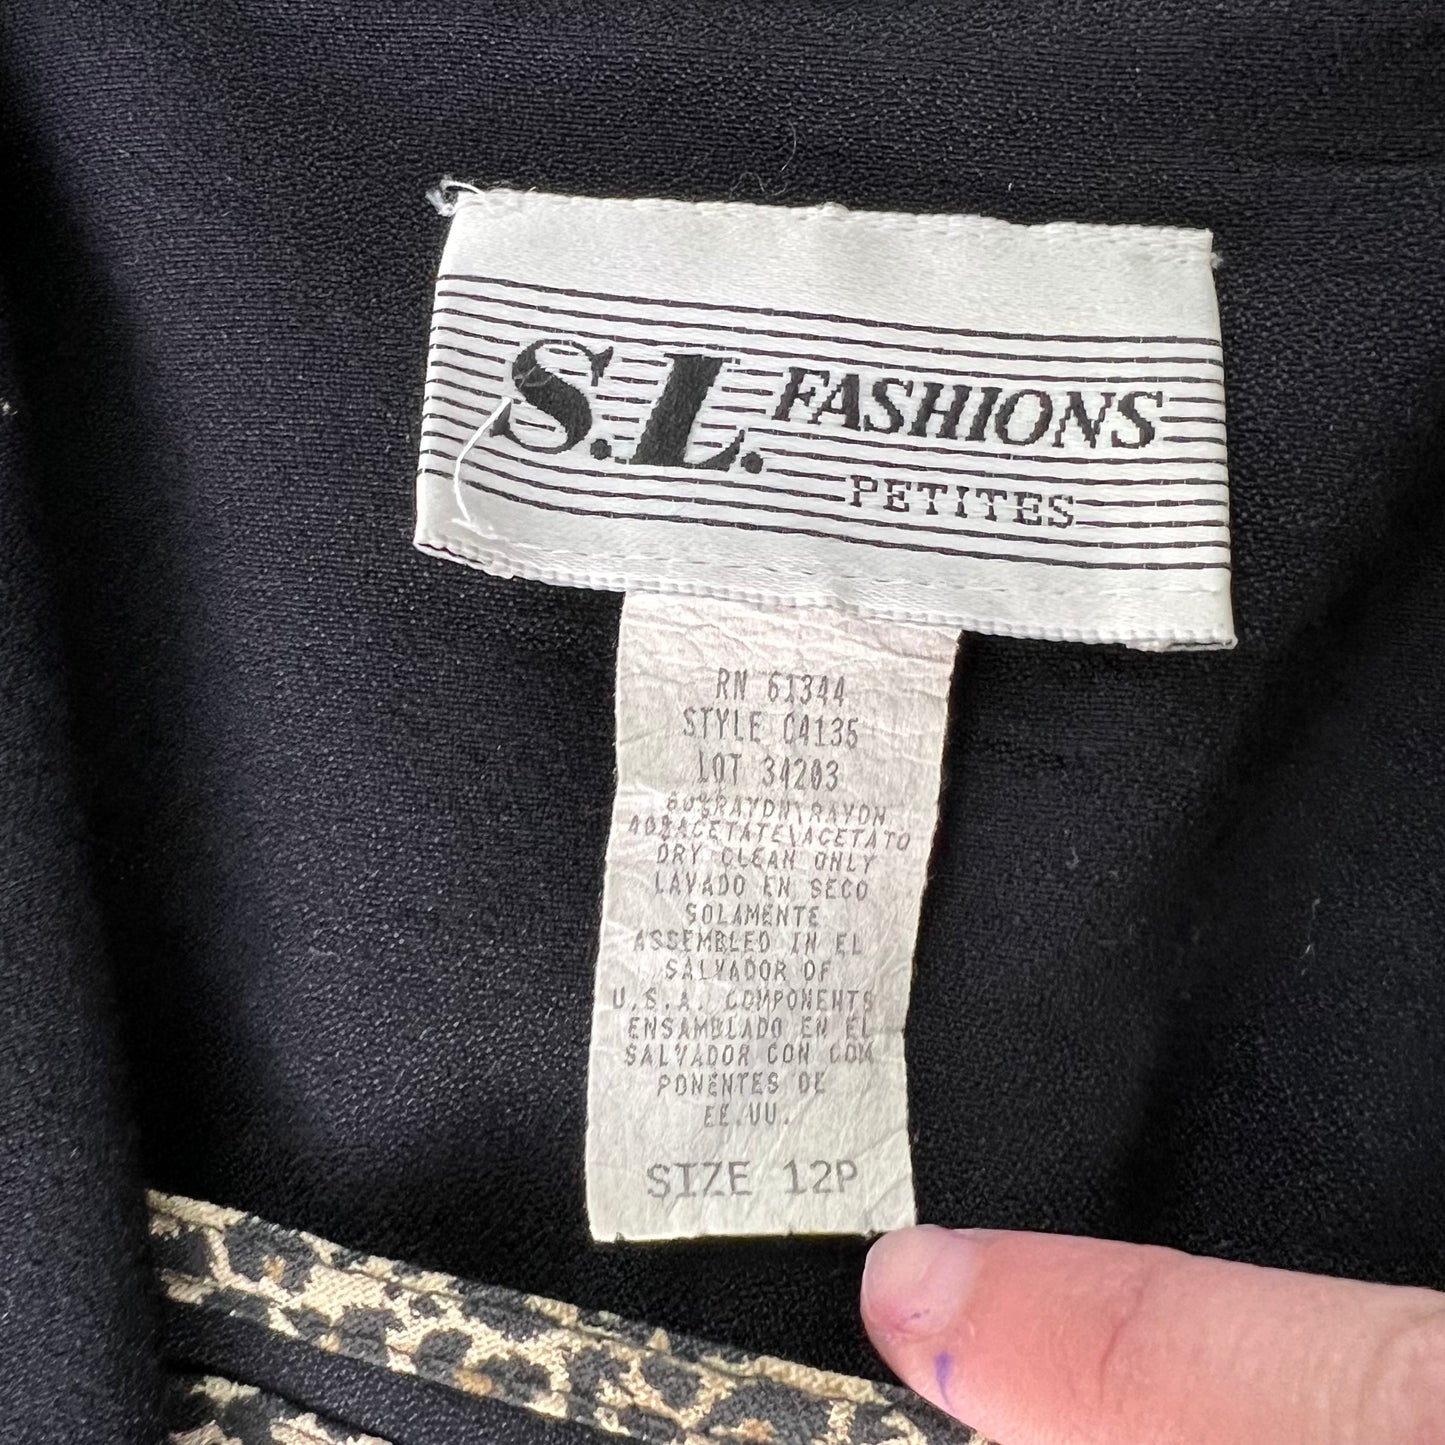 S.L. FASHIONS
PETITES
RN 61344
STYLE C4135
LOT 34203
60%RAYON\RAYON
40%ACETATE\ACETATO
DRY CLEAN ONLY
LAVADO EN SECO
SOLAMENTE
ASSEMBLED IN EL
SALVADOR OF
U.S.A. COMPONENTS
ENSAMBLADO EN EL
SALVADOR CON COM
PONENTES DE
EE.UU.
SIZE 12P